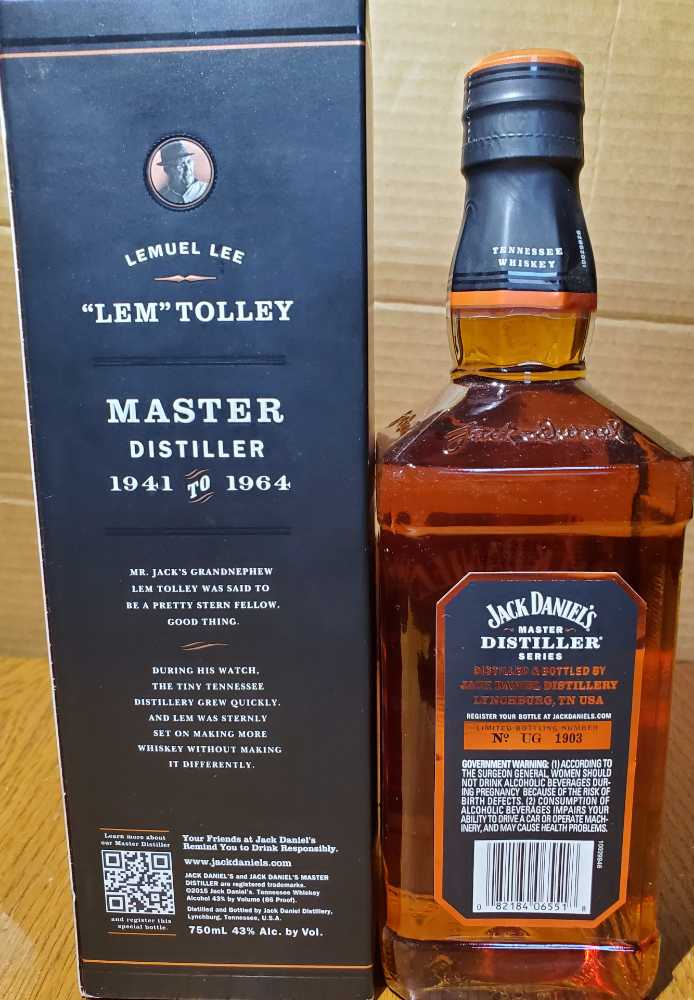 LEMUEL LEE
"LEM" TOLLEY
MASTER
DISTILLER
1941 TO 1964
MR. JACK'S GRANDNEPHEW
LEM TOLLEY WAS SAID TO
BE A PRETTY STERN FELLOW.
GOOD THING.
DURING HIS WATCH,
THE TINY TENNESSEE
DISTILLERY GREW QUICKLY.
AND LEM WAS STERNLY
SET ON MAKING MORE
WHISKEY WITHOUT MAKING
IT DIFFERENTLY.
Learn more about
our Master Distiller
and register this
special bottle.
Your Friends at Jack Daniel's
Remind You to Drink Responsibly.
www.jackdaniels.com
JACK DANIEL'S and JACK DANIEL'S MASTER
DISTILLER are registered trademarks.
©2015 Jack Daniel's. Tennessee Whiskey
Alcohol 43% by Volume (86 Proof).
Distilled and Bottled by Jack Daniel Distillery,
Lynchburg, Tennessee, U.S.A.
750mL 43% Alc. by Vol.
TENNESSEE
WHISKEY
Jack Daniel
JACK DANIEL'S
MASTER
DISTILLER
SERIES
DISTILLED & BOTTLED BY
JACK DANIEL DISTILLERY
LYNCHBURG, TN USA
REGISTER YOUR BOTTLE AT JACKDANIELS.COM
LIMITED BOTTLING NUMBER
Nº UG 1903
GOVERNMENT WARNING: (1) ACCORDING TO
THE SURGEON GENERAL, WOMEN SHOULD
NOT DRINK ALCOHOLIC BEVERAGES DUR-
ING PREGNANCY BECAUSE OF THE RISK OF
BIRTH DEFECTS. (2) CONSUMPTION OF
ALCOHOLIC BEVERAGES IMPAIRS YOUR
ABILITY TO DRIVE A CAR OR OPERATE MACH-
INERY, AND MAY CAUSE HEALTH PROBLEMS.
0 82184 06551 8